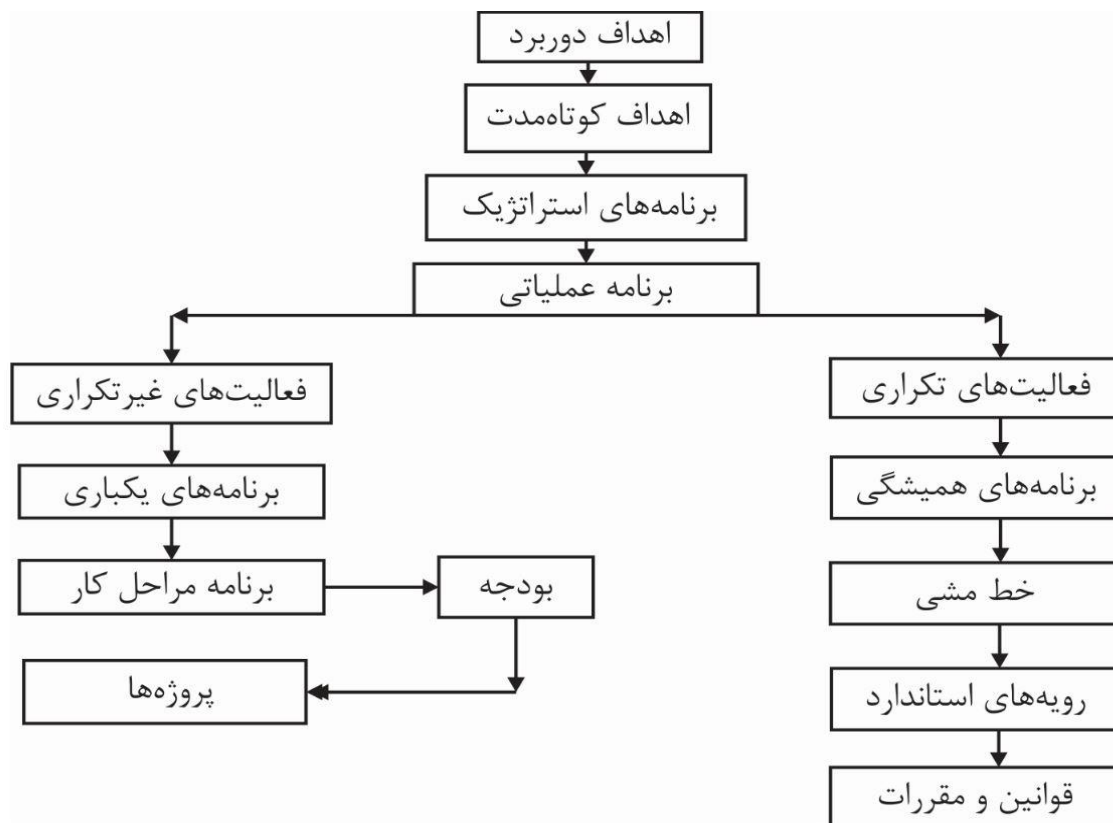 اهداف دوربرد
اهداف کوتاه‌مدت
برنامه‌های استراتژیک
برنامه عملیاتی
فعالیت‌های تکراری
برنامه‌های همیشگی
خط مشی
رویه‌های استاندارد
قوانین و مقررات
فعالیت‌های غیرتکراری
برنامه‌های یکباری
برنامه مراحل کار
بودجه
پروژه‌ها